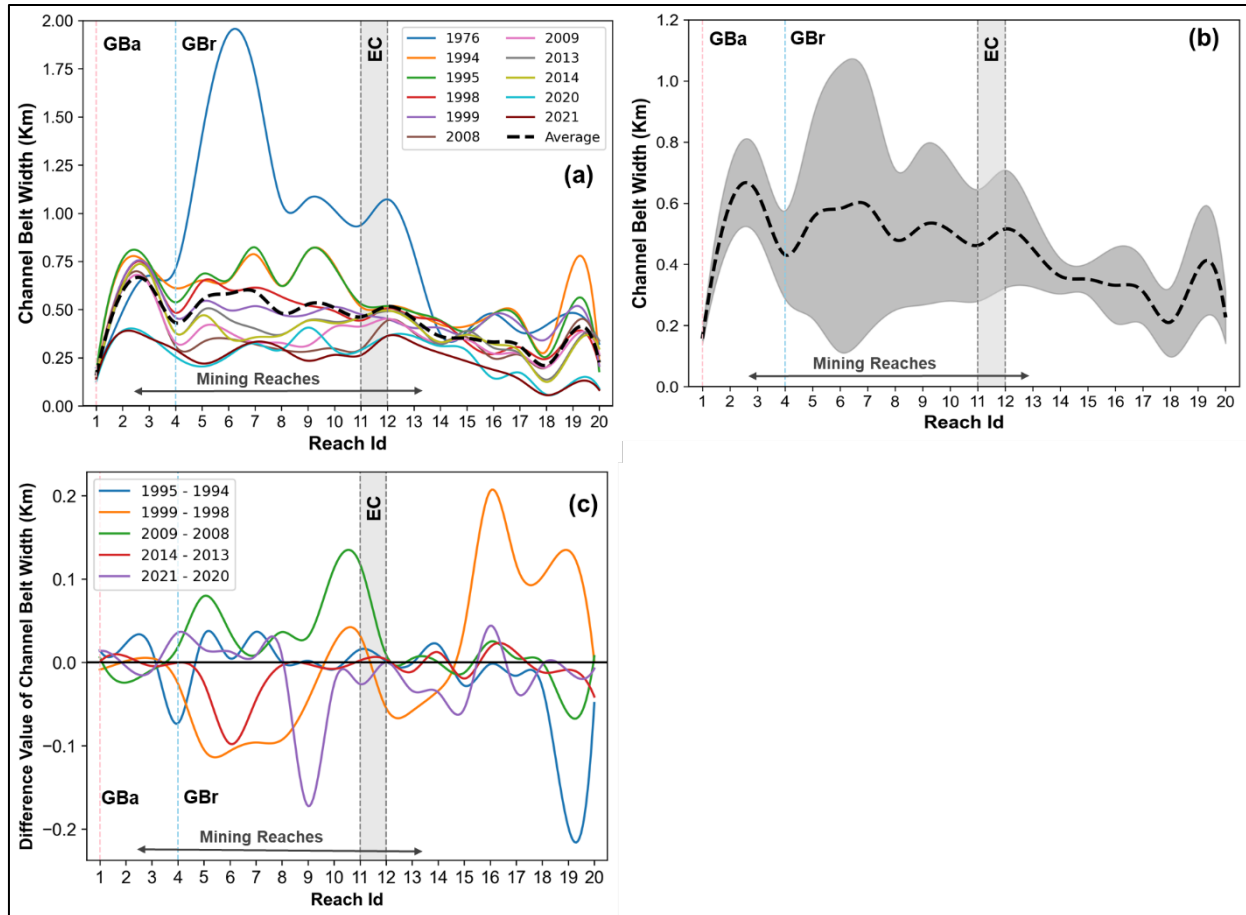 2.00
1.75
1.50
1.25
1.00
0.75
0.50
0.25
0.00
Channel Belt Width (Km)
GBa
GBr
EC
1976
1994
1995
1998
1999
2008
2009
2013
2014
2020
2021
Average
(a)
Mining Reaches
1 2 3 4 5 6 7 8 9 10 11 12 13 14 15 16 17 18 19 20
Reach Id
1.2
1.0
0.8
0.6
0.4
0.2
0.0
Channel Belt Width (Km)
GBa
GBr
EC
(b)
Mining Reaches
1 2 3 4 5 6 7 8 9 10 11 12 13 14 15 16 17 18 19 20
Reach Id
0.2
0.1
0.0
−0.1
−0.2
Difference Value of Channel Belt Width (Km)
1995 - 1994
1999 - 1998
2009 - 2008
2014 - 2013
2021 - 2020
EC
(c)
GBa
GBr
Mining Reaches
1 2 3 4 5 6 7 8 9 10 11 12 13 14 15 16 17 18 19 20
Reach Id